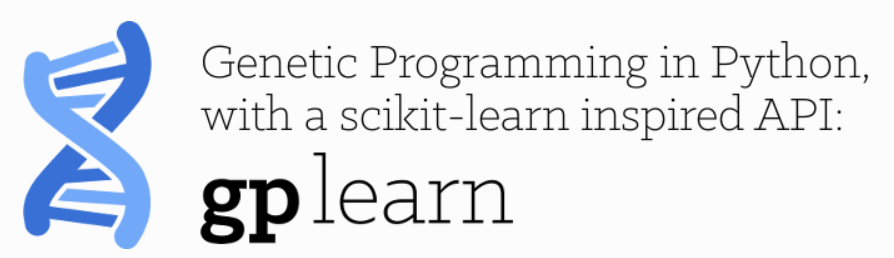 Genetic Programming in Python,
with a scikit-learn inspired API:
gplearn